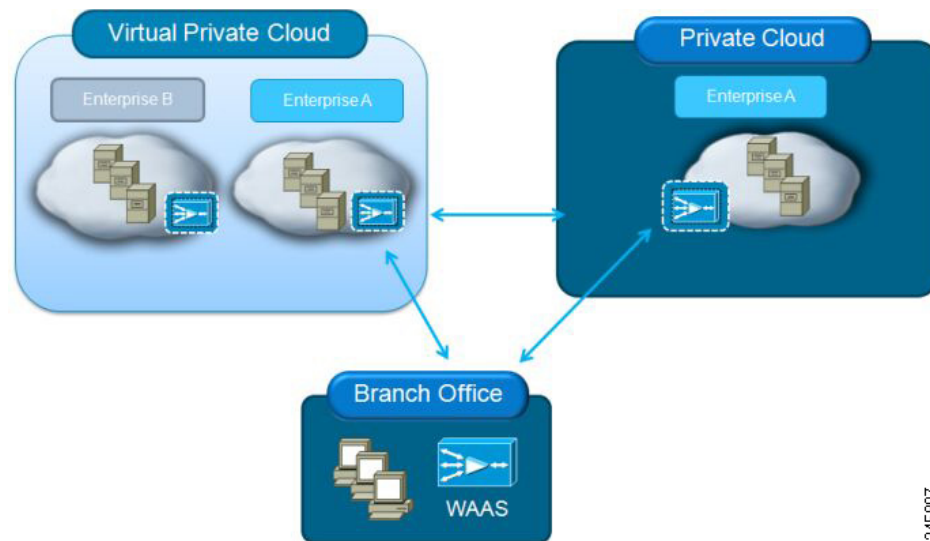 Virtual Private Cloud
Private Cloud
Enterprise B
Enterprise A
Enterprise A
Branch Office
WAAS